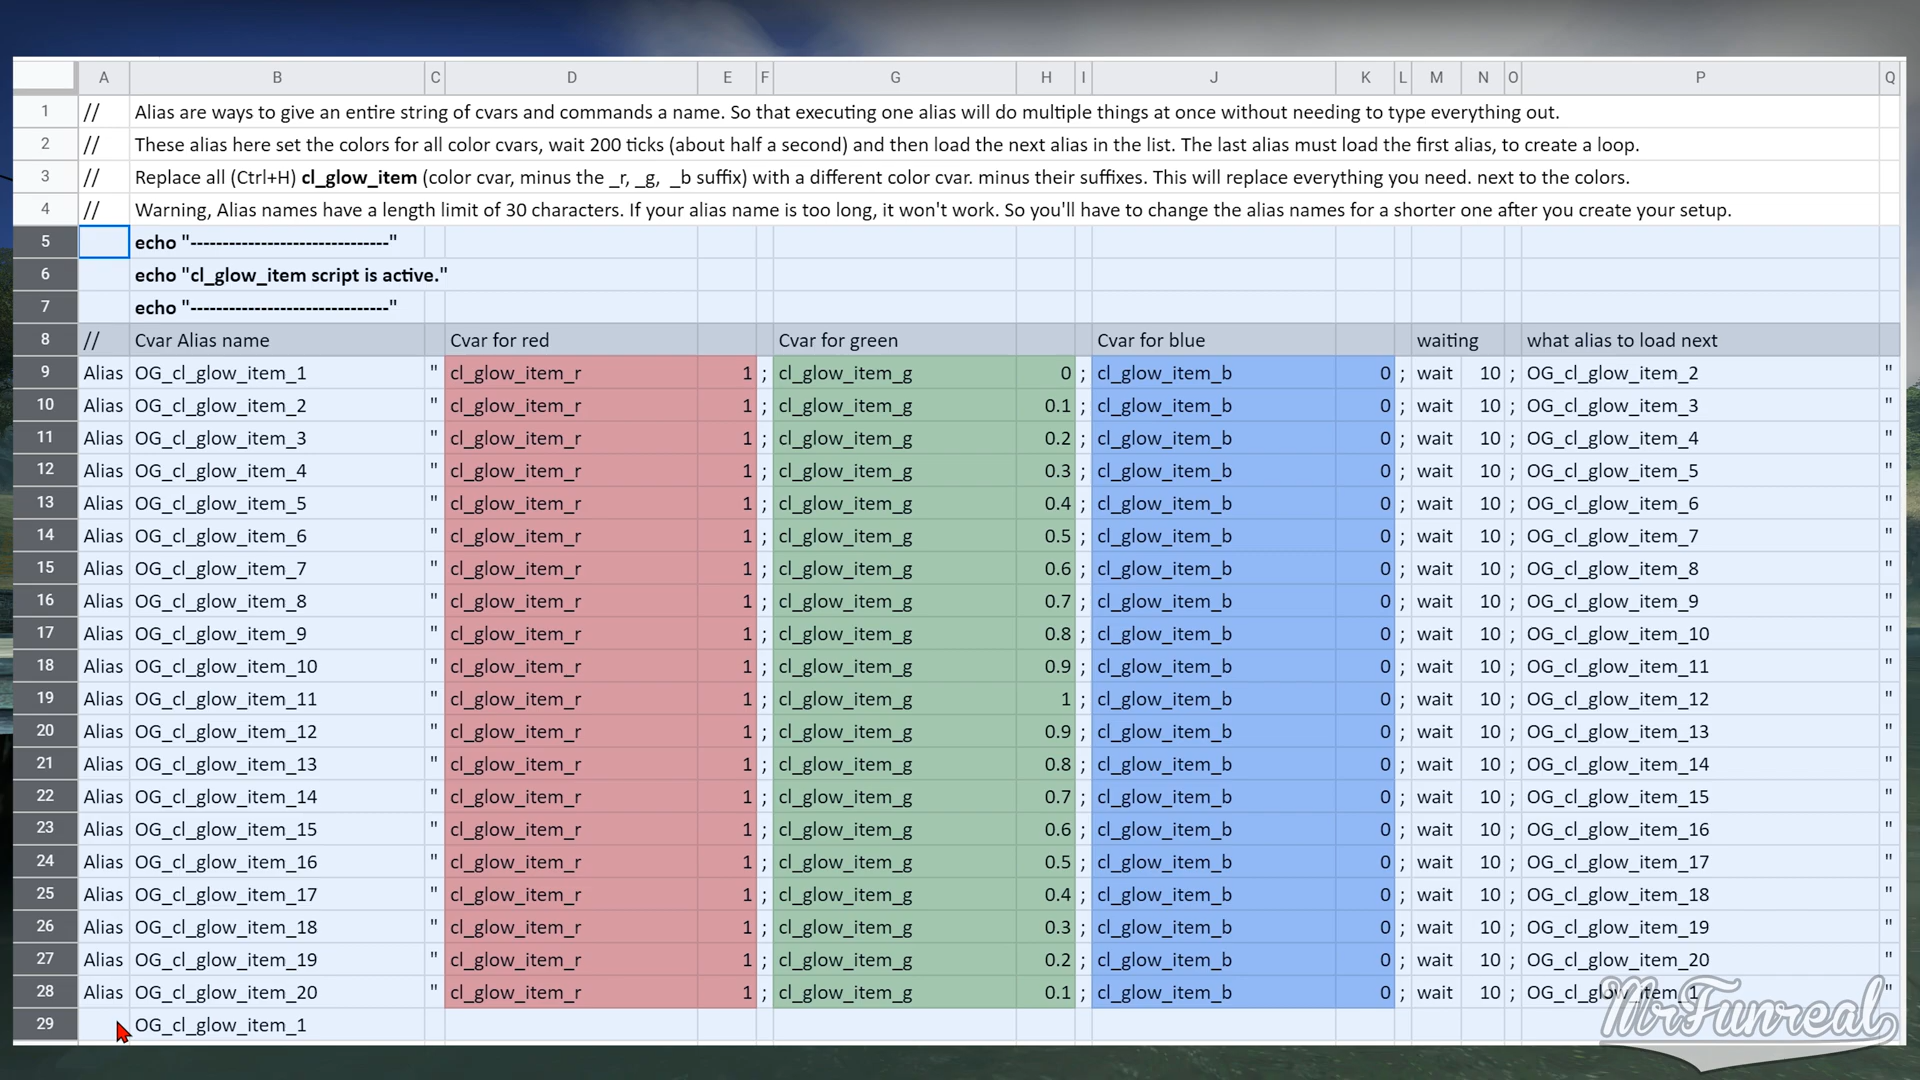 A B C D E F G H I J K L M N O P Q
1 // Alias are ways to give an entire string of cvars and commands a name. So that executing one alias will do multiple things at once without needing to type everything out.
2 // These alias here set the colors for all color cvars, wait 200 ticks (about half a second) and then load the next alias in the list. The last alias must load the first alias, to create a loop.
3 // Replace all (Ctrl+H) cl_glow_item (color cvar, minus the _r, _g, _b suffix) with a different color cvar. minus their suffixes. This will replace everything you need. next to the colors.
4 // Warning, Alias names have a length limit of 30 characters. If your alias name is too long, it won't work. So you'll have to change the alias names for a shorter one after you create your setup.
5 echo "-------------------------------"
6 echo "cl_glow_item script is active."
7 echo "-------------------------------"
8 // Cvar Alias name Cvar for red Cvar for green Cvar for blue waiting what alias to load next
9 Alias OG_cl_glow_item_1 " cl_glow_item_r 1 ; cl_glow_item_g 0 ; cl_glow_item_b 0 ; wait 10 ; OG_cl_glow_item_2 "
10 Alias OG_cl_glow_item_2 " cl_glow_item_r 1 ; cl_glow_item_g 0.1 ; cl_glow_item_b 0 ; wait 10 ; OG_cl_glow_item_3 "
11 Alias OG_cl_glow_item_3 " cl_glow_item_r 1 ; cl_glow_item_g 0.2 ; cl_glow_item_b 0 ; wait 10 ; OG_cl_glow_item_4 "
12 Alias OG_cl_glow_item_4 " cl_glow_item_r 1 ; cl_glow_item_g 0.3 ; cl_glow_item_b 0 ; wait 10 ; OG_cl_glow_item_5 "
13 Alias OG_cl_glow_item_5 " cl_glow_item_r 1 ; cl_glow_item_g 0.4 ; cl_glow_item_b 0 ; wait 10 ; OG_cl_glow_item_6 "
14 Alias OG_cl_glow_item_6 " cl_glow_item_r 1 ; cl_glow_item_g 0.5 ; cl_glow_item_b 0 ; wait 10 ; OG_cl_glow_item_7 "
15 Alias OG_cl_glow_item_7 " cl_glow_item_r 1 ; cl_glow_item_g 0.6 ; cl_glow_item_b 0 ; wait 10 ; OG_cl_glow_item_8 "
16 Alias OG_cl_glow_item_8 " cl_glow_item_r 1 ; cl_glow_item_g 0.7 ; cl_glow_item_b 0 ; wait 10 ; OG_cl_glow_item_9 "
17 Alias OG_cl_glow_item_9 " cl_glow_item_r 1 ; cl_glow_item_g 0.8 ; cl_glow_item_b 0 ; wait 10 ; OG_cl_glow_item_10 "
18 Alias OG_cl_glow_item_10 " cl_glow_item_r 1 ; cl_glow_item_g 0.9 ; cl_glow_item_b 0 ; wait 10 ; OG_cl_glow_item_11 "
19 Alias OG_cl_glow_item_11 " cl_glow_item_r 1 ; cl_glow_item_g 1 ; cl_glow_item_b 0 ; wait 10 ; OG_cl_glow_item_12 "
20 Alias OG_cl_glow_item_12 " cl_glow_item_r 1 ; cl_glow_item_g 0.9 ; cl_glow_item_b 0 ; wait 10 ; OG_cl_glow_item_13 "
21 Alias OG_cl_glow_item_13 " cl_glow_item_r 1 ; cl_glow_item_g 0.8 ; cl_glow_item_b 0 ; wait 10 ; OG_cl_glow_item_14 "
22 Alias OG_cl_glow_item_14 " cl_glow_item_r 1 ; cl_glow_item_g 0.7 ; cl_glow_item_b 0 ; wait 10 ; OG_cl_glow_item_15 "
23 Alias OG_cl_glow_item_15 " cl_glow_item_r 1 ; cl_glow_item_g 0.6 ; cl_glow_item_b 0 ; wait 10 ; OG_cl_glow_item_16 "
24 Alias OG_cl_glow_item_16 " cl_glow_item_r 1 ; cl_glow_item_g 0.5 ; cl_glow_item_b 0 ; wait 10 ; OG_cl_glow_item_17 "
25 Alias OG_cl_glow_item_17 " cl_glow_item_r 1 ; cl_glow_item_g 0.4 ; cl_glow_item_b 0 ; wait 10 ; OG_cl_glow_item_18 "
26 Alias OG_cl_glow_item_18 " cl_glow_item_r 1 ; cl_glow_item_g 0.3 ; cl_glow_item_b 0 ; wait 10 ; OG_cl_glow_item_19 "
27 Alias OG_cl_glow_item_19 " cl_glow_item_r 1 ; cl_glow_item_g 0.2 ; cl_glow_item_b 0 ; wait 10 ; OG_cl_glow_item_20 "
28 Alias OG_cl_glow_item_20 " cl_glow_item_r 1 ; cl_glow_item_g 0.1 ; cl_glow_item_b 0 ; wait 10 ; OG_cl_glow_item_1 "
29 OG_cl_glow_item_1
MrFunreal